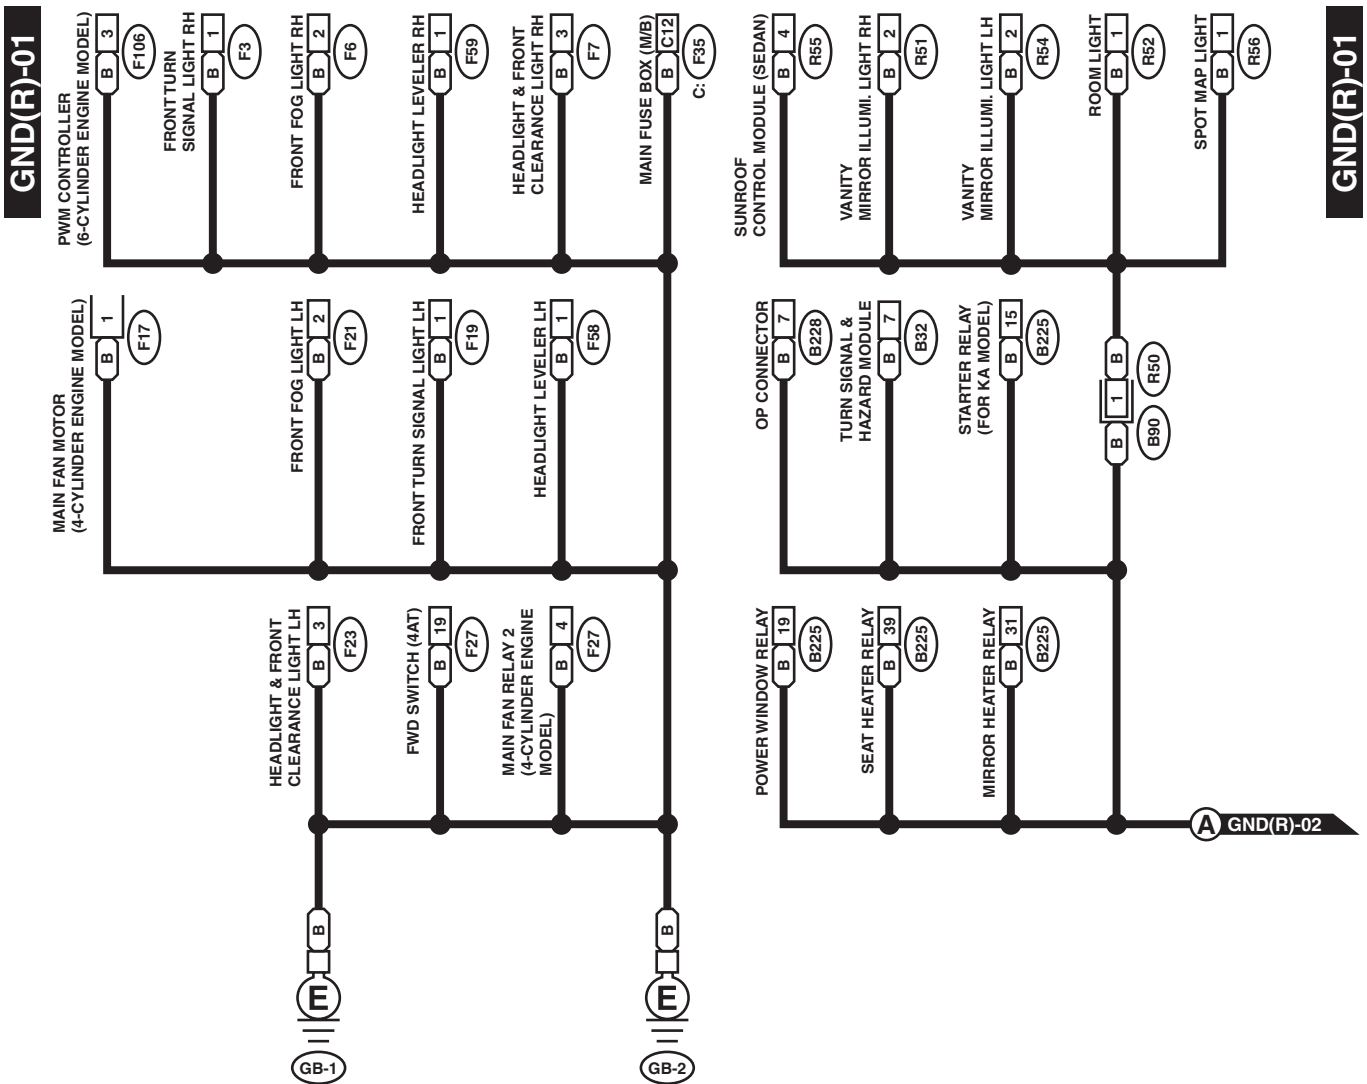 GND(R)-01
GND(R)-01
PWM CONTROLLER
(6-CYLINDER ENGINE MODEL)
3
B
F106
FRONT TURN
SIGNAL LIGHT RH
1
B
F3
FRONT FOG LIGHT RH
2
B
F6
HEADLIGHT LEVELER RH
1
B
F59
HEADLIGHT & FRONT
CLEARANCE LIGHT RH
3
B
F7
MAIN FUSE BOX (M/B)
C12
B
F35
C:
SUNROOF
CONTROL MODULE (SEDAN)
4
B
R55
VANITY
MIRROR ILLUMI. LIGHT RH
2
B
R51
VANITY
MIRROR ILLUMI. LIGHT LH
2
B
R54
ROOM LIGHT
1
B
R52
SPOT MAP LIGHT
1
B
R56
MAIN FAN MOTOR
(4-CYLINDER ENGINE MODEL)
1
B
F17
FRONT FOG LIGHT LH
2
B
F21
FRONT TURN SIGNAL LIGHT LH
1
B
F19
HEADLIGHT LEVELER LH
1
B
F58
OP CONNECTOR
7
B
B228
TURN SIGNAL &
HAZARD MODULE
7
B
B32
STARTER RELAY
(FOR KA MODEL)
15
B
B225
B
R50
1
B
B90
HEADLIGHT & FRONT
CLEARANCE LIGHT LH
3
B
F23
FWD SWITCH (4AT)
19
B
F27
MAIN FAN RELAY 2
(4-CYLINDER ENGINE
MODEL)
4
B
F27
POWER WINDOW RELAY
19
B
B225
SEAT HEATER RELAY
39
B
B225
MIRROR HEATER RELAY
31
B
B225
A GND(R)-02
B
E
GB-1
B
E
GB-2